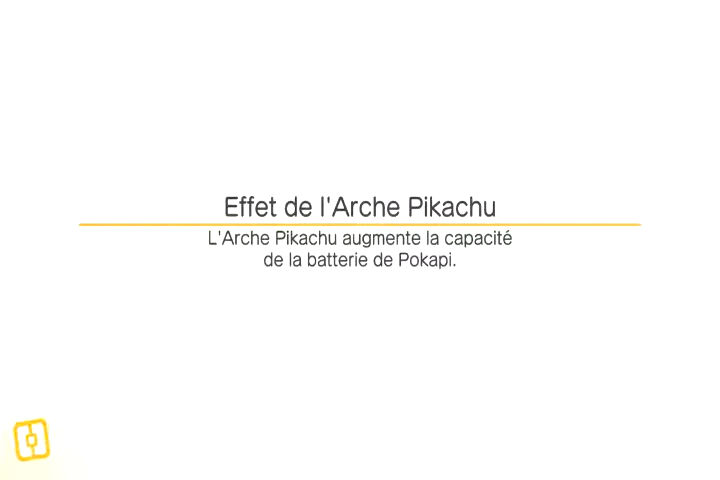 Effet de l'Arche Pikachu
L'Arche Pikachu augmente la capacité
de la batterie de Pokapi.